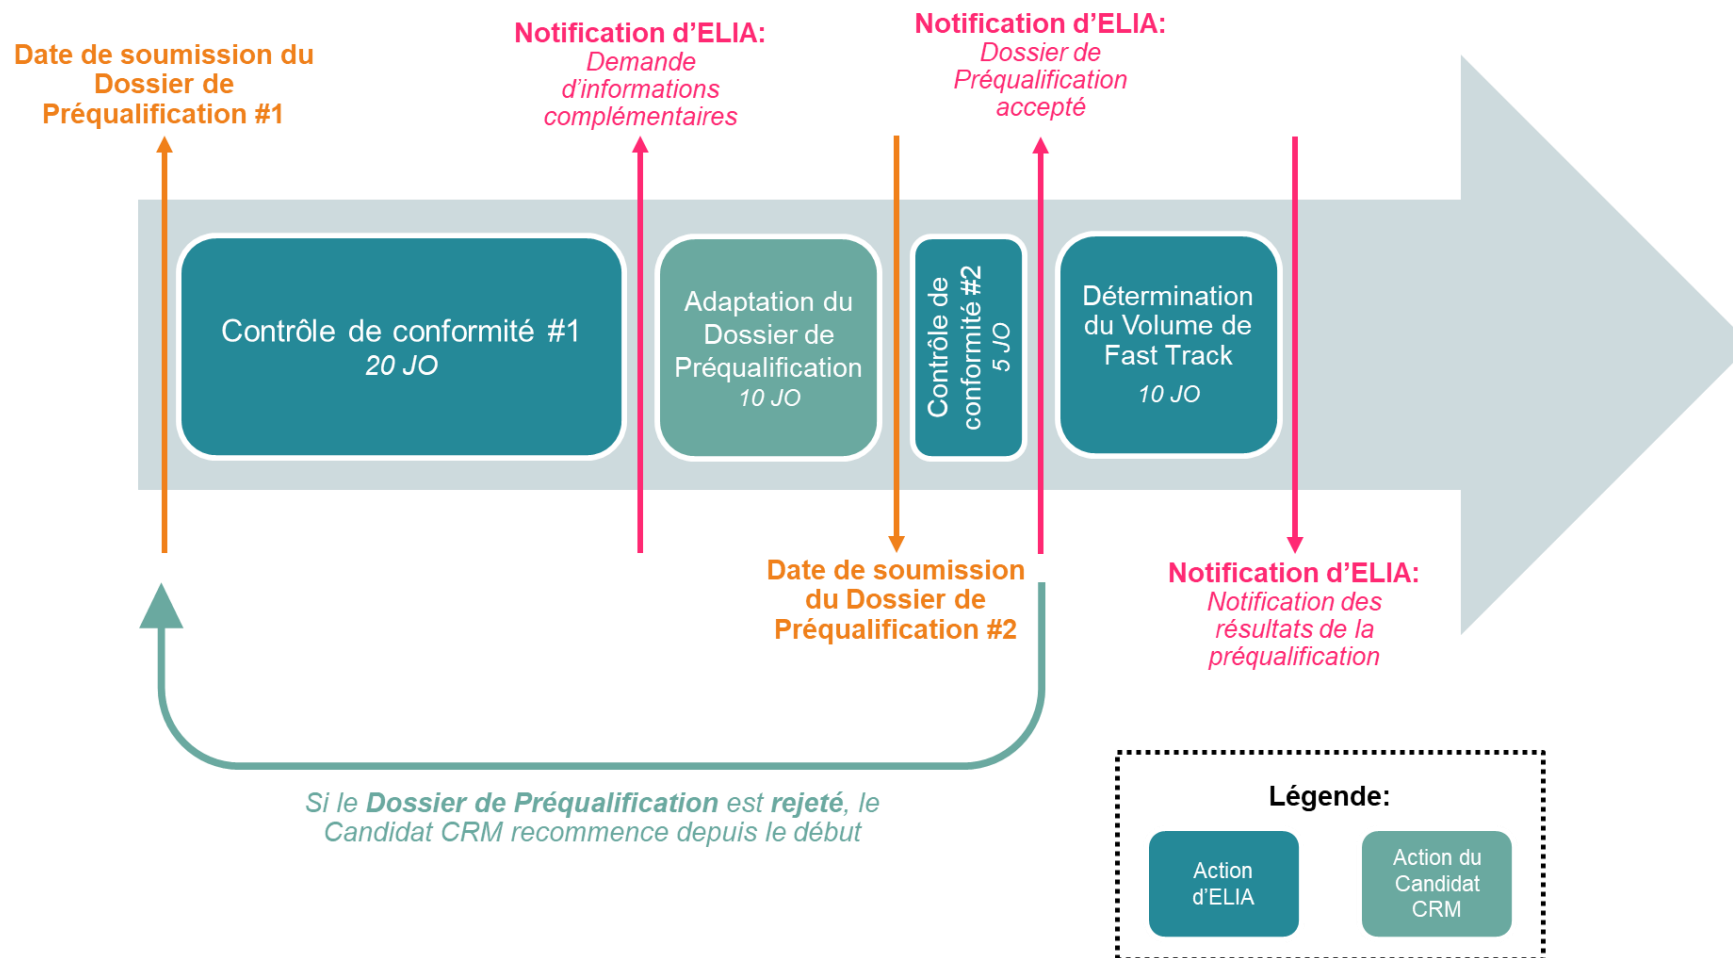 Date de soumission du
Dossier de
Préqualification #1
Notification d’ELIA:
Demande
d’informations
complémentaires
Notification d’ELIA:
Dossier de
Préqualification
accepté
Contrôle de conformité #1
20 JO
Adaptation du
Dossier de
Préqualification
10 JO
Contrôle de
conformité #2
5 JO
Détermination
du Volume de
Fast Track
10 JO
Date de soumission
du Dossier de
Préqualification #2
Notification d’ELIA:
Notification des
résultats de la
préqualification
Si le Dossier de Préqualification est rejeté, le
Candidat CRM recommence depuis le début
Légende:
Action
d’ELIA
Action du
Candidat
CRM